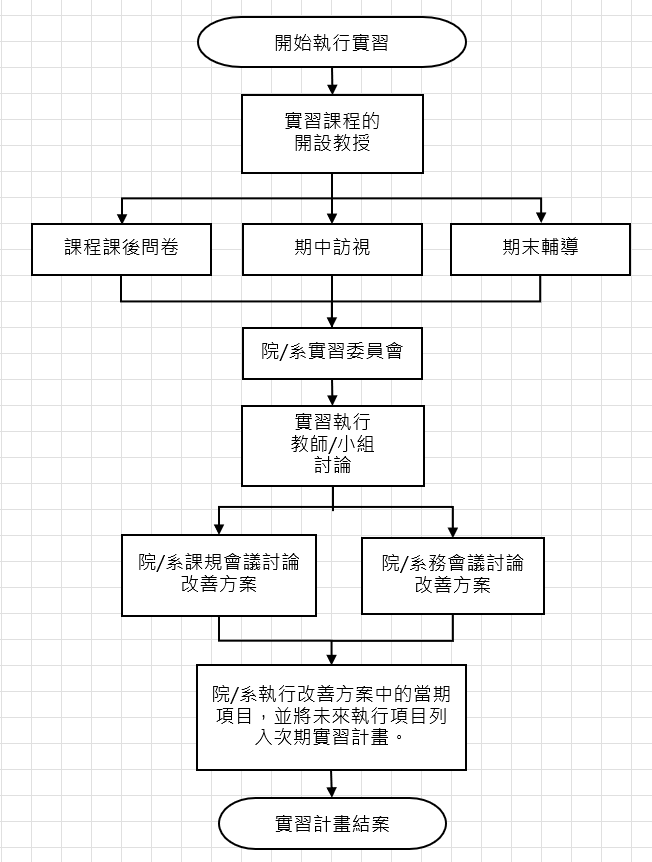 開始執行實習
實習課程的
開設教授
課程課後問卷
期中訪視
期末輔導
院/系實習委員會
實習執行
教師/小組
討論
院/系課規會議討論
改善方案
院/系務會議討論
改善方案
院/系執行改善方案中的當期
項目，並將未來執行項目列
入次期實習計畫。
實習計畫結案